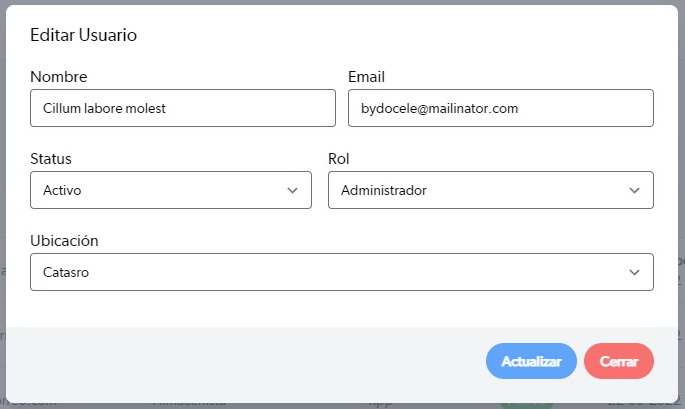 Editar Usuario
Nombre
Email
Cillum labore molest
bydocele@mailinator.com
Status
Rol
Activo
Administrador
Ubicación
Catasro
Actualizar
Cerrar